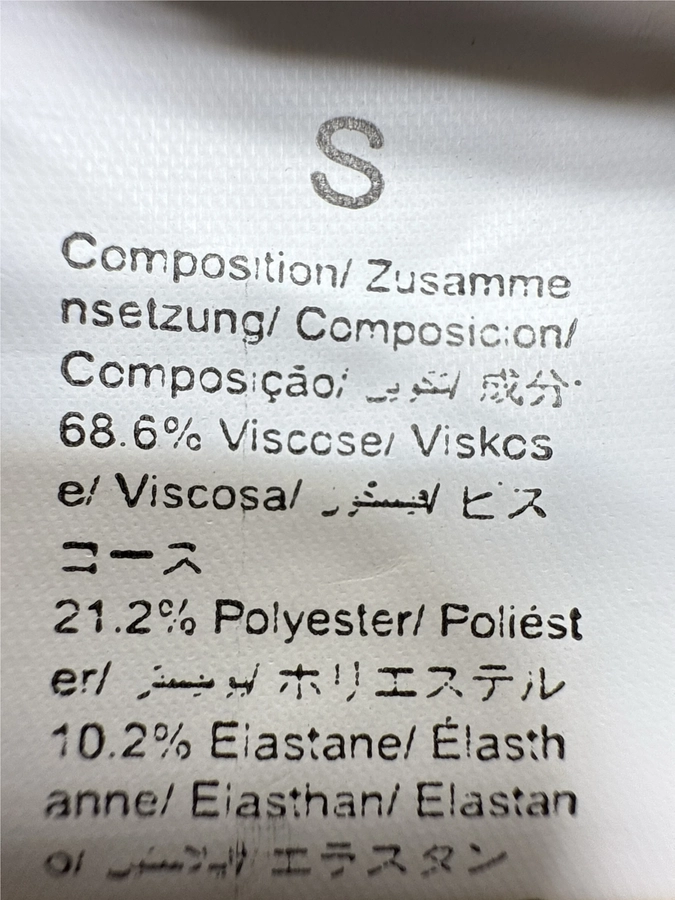 S
Composition/ Zusamme
nsetzung/ Composicion/
Composição/ 成分
68.6% Viscose/ Viskos
e/ Viscosa/ ビス
コース
21.2% Polyester/ Poliést
er/ ホリエステル
10.2% Elastane/ Élasth
anne/ Elasthan/ Elastan
o/ エテスタン